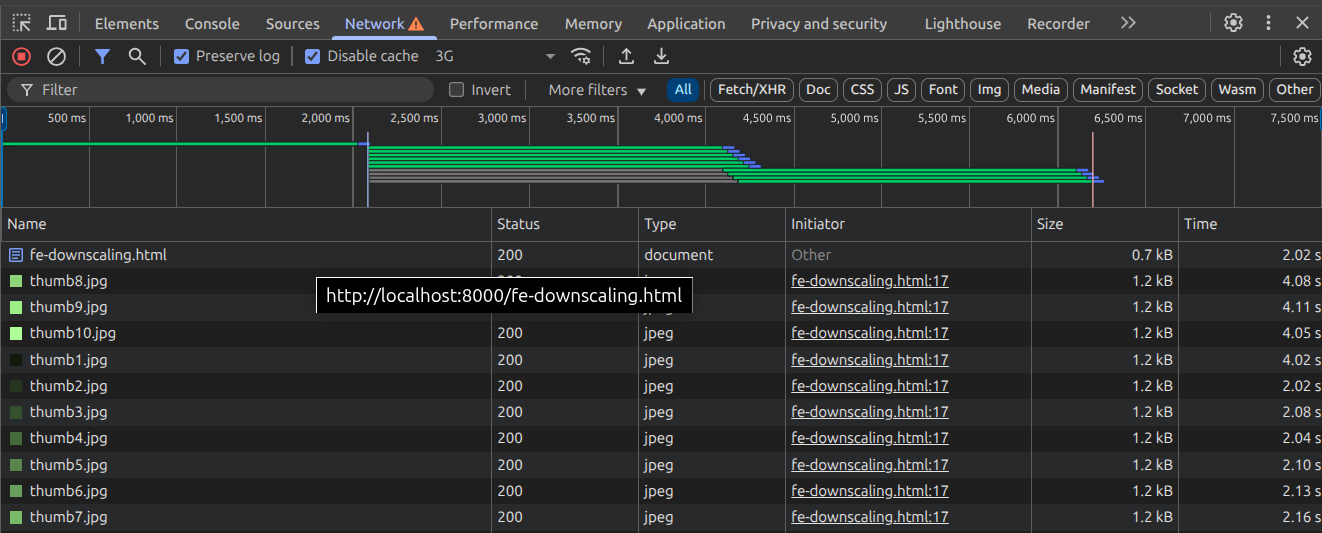 Elements Console Sources Network Performance Memory Application Privacy and security Lighthouse Recorder
Preserve log Disable cache 3G
Filter Invert More filters All Fetch/XHR Doc CSS JS Font Img Media Manifest Socket Wasm Other
500 ms 1,000 ms 1,500 ms 2,000 ms 2,500 ms 3,000 ms 3,500 ms 4,000 ms 4,500 ms 5,000 ms 5,500 ms 6,000 ms 6,500 ms 7,000 ms 7,500 ms
Name Status Type Initiator Size Time
fe-downscaling.html 200 document Other 0.7 kB 2.02 s
thumb8.jpg fe-downscaling.html:17 1.2 kB 4.08 s
http://localhost:8000/fe-downscaling.html
thumb9.jpg fe-downscaling.html:17 1.2 kB 4.11 s
thumb10.jpg 200 jpeg fe-downscaling.html:17 1.2 kB 4.05 s
thumb1.jpg 200 jpeg fe-downscaling.html:17 1.2 kB 4.02 s
thumb2.jpg 200 jpeg fe-downscaling.html:17 1.2 kB 2.02 s
thumb3.jpg 200 jpeg fe-downscaling.html:17 1.2 kB 2.08 s
thumb4.jpg 200 jpeg fe-downscaling.html:17 1.2 kB 2.04 s
thumb5.jpg 200 jpeg fe-downscaling.html:17 1.2 kB 2.10 s
thumb6.jpg 200 jpeg fe-downscaling.html:17 1.2 kB 2.13 s
thumb7.jpg 200 jpeg fe-downscaling.html:17 1.2 kB 2.16 s